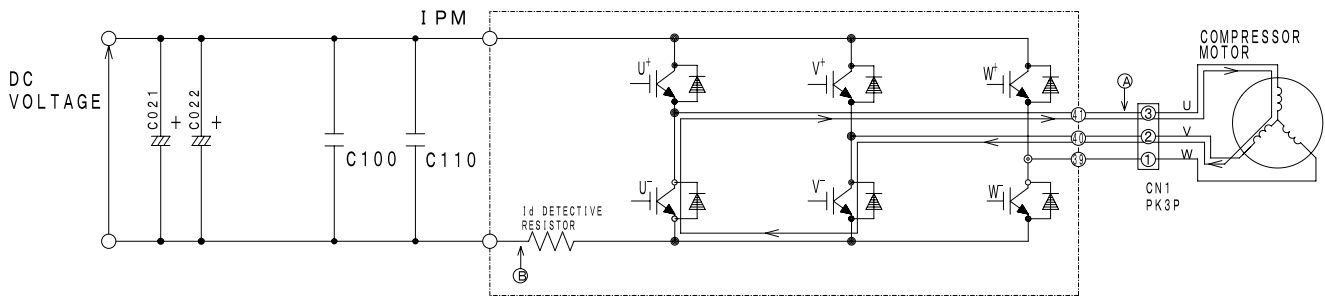 IPM
DC
VOLTAGE
C021
+
C022
+
C100
C110
Id DETECTIVE
RESISTOR
B
U+
V+
W+
U-
V-
W-
41
40
39
A
3
2
1
U
V
W
CN1
PK3P
COMPRESSOR
MOTOR